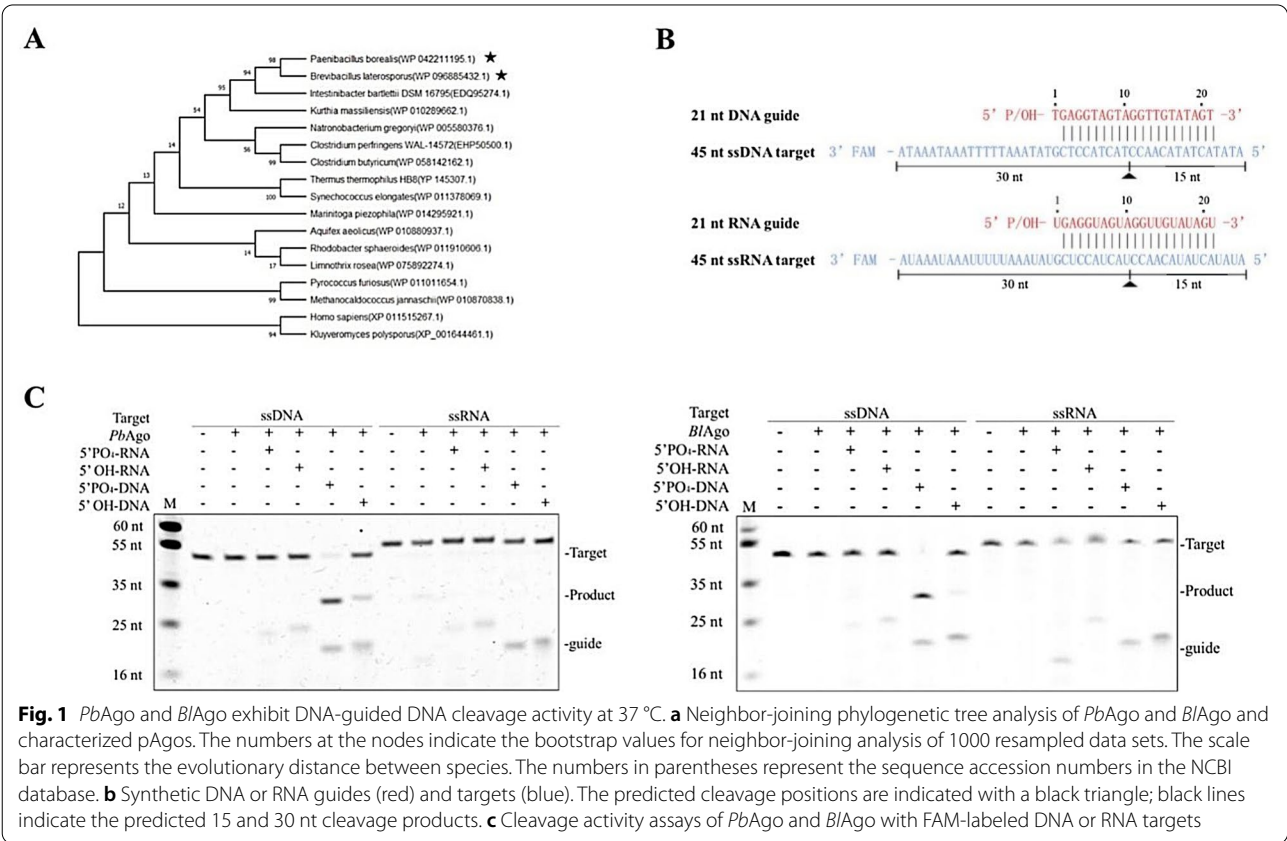 A
Paenibacillus borealis(WP 042211195.1) ★
Brevibacillus laterosporus(WP 096885432.1) ★
Intestinibacter bartlettii DSM 16795(EDQ95274.1)
Kurthia massiliensis(WP 010289662.1)
Natronobacterium gregoryi(WP 005580376.1)
Clostridium perfringens WAL-14572(EHP50500.1)
Clostridium butyricum(WP 058142162.1)
Thermus thermophilus HB8(YP 145307.1)
Synechococcus elongates(WP 011378069.1)
Marinitoga piezophila(WP 014295921.1)
Aquifex aeolicus(WP 010880937.1)
Rhodobacter sphaeroides(WP 011910606.1)
Limnothrix rosea(WP 075892274.1)
Pyrococcus furiosus(WP 011011654.1)
Methanocaldococcus jannaschii(WP 010870838.1)
Homo sapiens(XP 011515267.1)
Kluyveromyces polysporus(XP_001644461.1)
98
94
95
54
56
99
14
100
13
12
14
17
99
94
B
1 10 20
21 nt DNA guide 5' P/OH- TGAGGTAGTAGGTTGTATAGT -3'
45 nt ssDNA target 3' FAM -ATAAATAAATTTTTAAATATGCTCCATCATCCAACATATCATATA 5'
30 nt 15 nt
1 10 20
21 nt RNA guide 5' P/OH- UGAGGUAGUAGGUUGUAUAGU -3'
45 nt ssRNA target 3' FAM -AUAAAUAAAUUUUUAAAUAUGCUCCAUCAUCCAACAUAUCAUAUA 5'
30 nt 15 nt
C
Target ssDNA ssRNA
PbAgo - + + + + + - + + + + +
5'PO₄-RNA - - + - - - - - + - - -
5'OH-RNA - - - + - - - - - + - -
5'PO₄-DNA - - - - + - - - - - + -
5'OH-DNA M - - - - - + - - - - - +
60 nt
55 nt
35 nt
25 nt
16 nt
-Target
-Product
-guide
Target ssDNA ssRNA
BlAgo - + + + + + - + + + + +
5'PO₄-RNA - - + - - - - - + - - -
5'OH-RNA - - - + - - - - - + - -
5'PO₄-DNA - - - - + - - - - - + -
5'OH-DNA M - - - - - + - - - - - +
60 nt
55 nt
35 nt
25 nt
16 nt
-Target
-Product
-guide
Fig. 1 PbAgo and BlAgo exhibit DNA-guided DNA cleavage activity at 37 °C. a Neighbor-joining phylogenetic tree analysis of PbAgo and BlAgo and
characterized pAgos. The numbers at the nodes indicate the bootstrap values for neighbor-joining analysis of 1000 resampled data sets. The scale
bar represents the evolutionary distance between species. The numbers in parentheses represent the sequence accession numbers in the NCBI
database. b Synthetic DNA or RNA guides (red) and targets (blue). The predicted cleavage positions are indicated with a black triangle; black lines
indicate the predicted 15 and 30 nt cleavage products. c Cleavage activity assays of PbAgo and BlAgo with FAM-labeled DNA or RNA targets